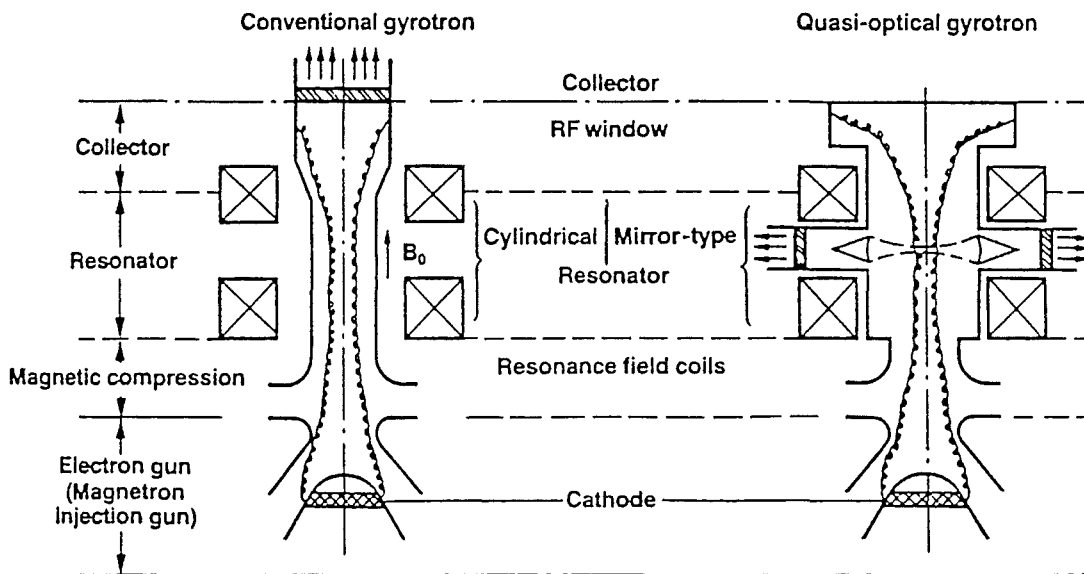 Conventional gyrotron
Quasi-optical gyrotron
Collector
RF window
Collector
Resonator
B₀
Cylindrical | Mirror-type
Resonator
Magnetic compression
Resonance field coils
Electron gun
(Magnetron
Injection gun)
Cathode